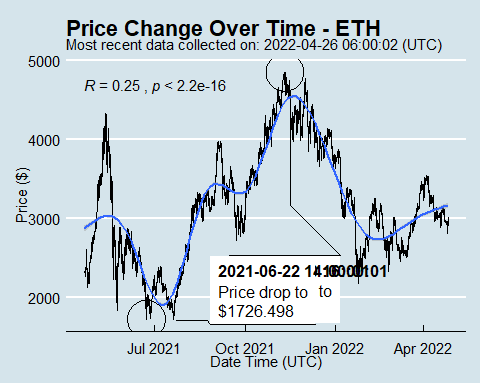 Price Change Over Time - ETH
Most recent data collected on: 2022-04-26 06:00:02 (UTC)
R = 0.25 , p < 2.2e-16
5000
4000
3000
2000
Price ($)
2021-06-22 14
Price drop to to
$1726.498
Jul 2021 Oct 2021 Jan 2022 Apr 2022
Date Time (UTC)